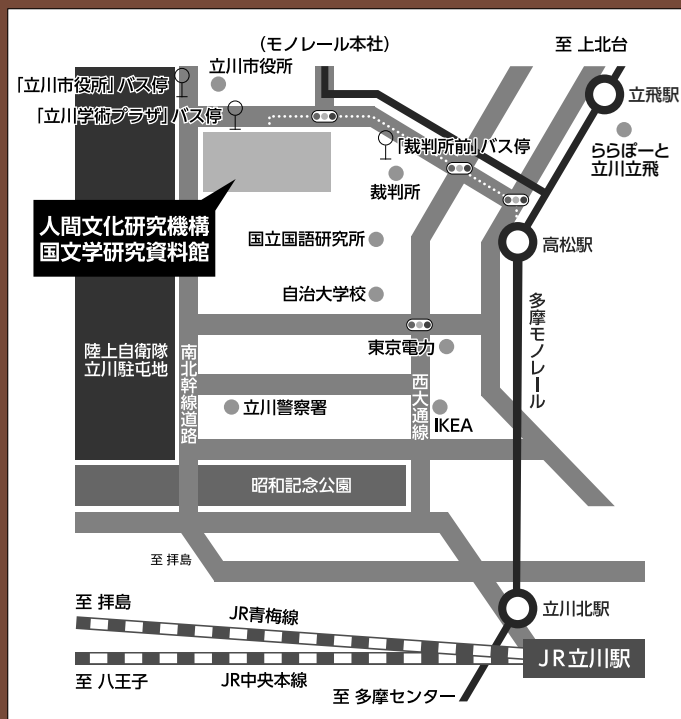 (モノレール本社)
至 上北台
立川市役所
「立川市役所」バス停
立飛駅
「立川学術プラザ」バス停
ららぽーと
立川立飛
「裁判所前」バス停
裁判所
人間文化研究機構
国文学研究資料館
国立国語研究所
高松駅
自治大学校
多摩モノレール
東京電力
陸上自衛隊
立川駐屯地
南北幹線道路
西大通線
立川警察署
IKEA
昭和記念公園
至 拝島
至 拝島
JR青梅線
立川北駅
JR立川駅
至 八王子
JR中央本線
至 多摩センター